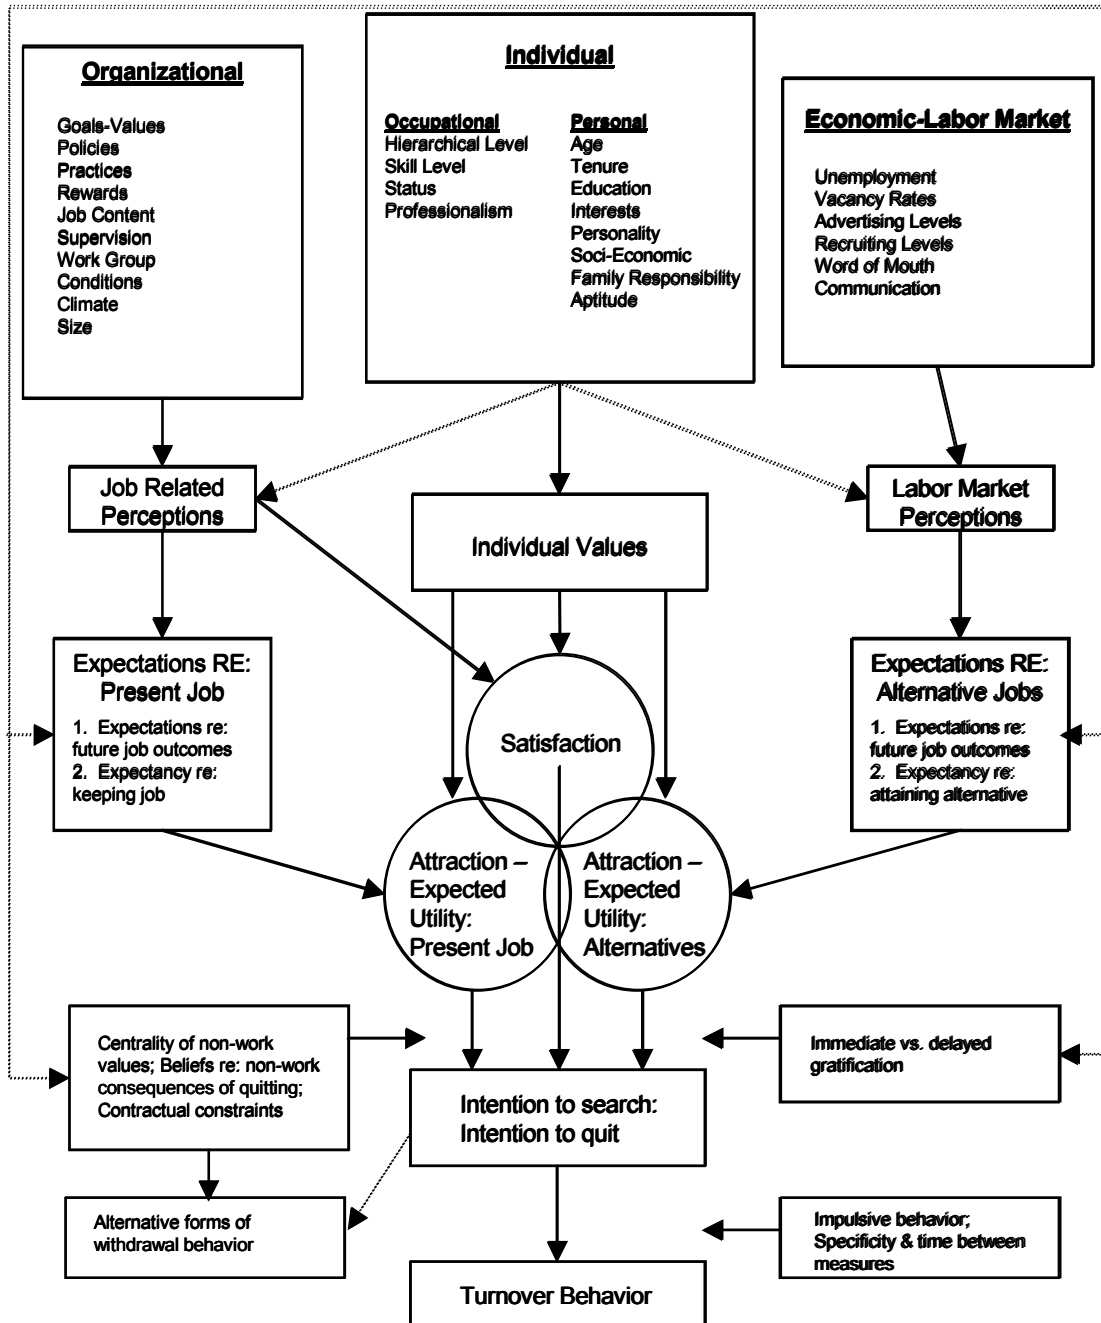 Organizational
Goals-Values
Policies
Practices
Rewards
Job Content
Supervision
Work Group
Conditions
Climate
Size
Individual
Occupational
Hierarchical Level
Skill Level
Status
Professionalism
Personal
Age
Tenure
Education
Interests
Personality
Soci-Economic
Family Responsibility
Aptitude
Economic-Labor Market
Unemployment
Vacancy Rates
Advertising Levels
Recruiting Levels
Word of Mouth
Communication
Job Related
Perceptions
Individual Values
Labor Market
Perceptions
Expectations RE:
Present Job
1. Expectations re:
future job outcomes
2. Expectancy re:
keeping job
Satisfaction
Expectations RE:
Alternative Jobs
1. Expectations re:
future job outcomes
2. Expectancy re:
attaining alternative
Attraction –
Expected
Utility:
Present Job
Attraction –
Expected
Utility:
Alternatives
Centrality of non-work
values; Beliefs re: non-work
consequences of quitting;
Contractual constraints
Immediate vs. delayed
gratification
Intention to search:
Intention to quit
Alternative forms of
withdrawal behavior
Impulsive behavior;
Specificity & time between
measures
Turnover Behavior